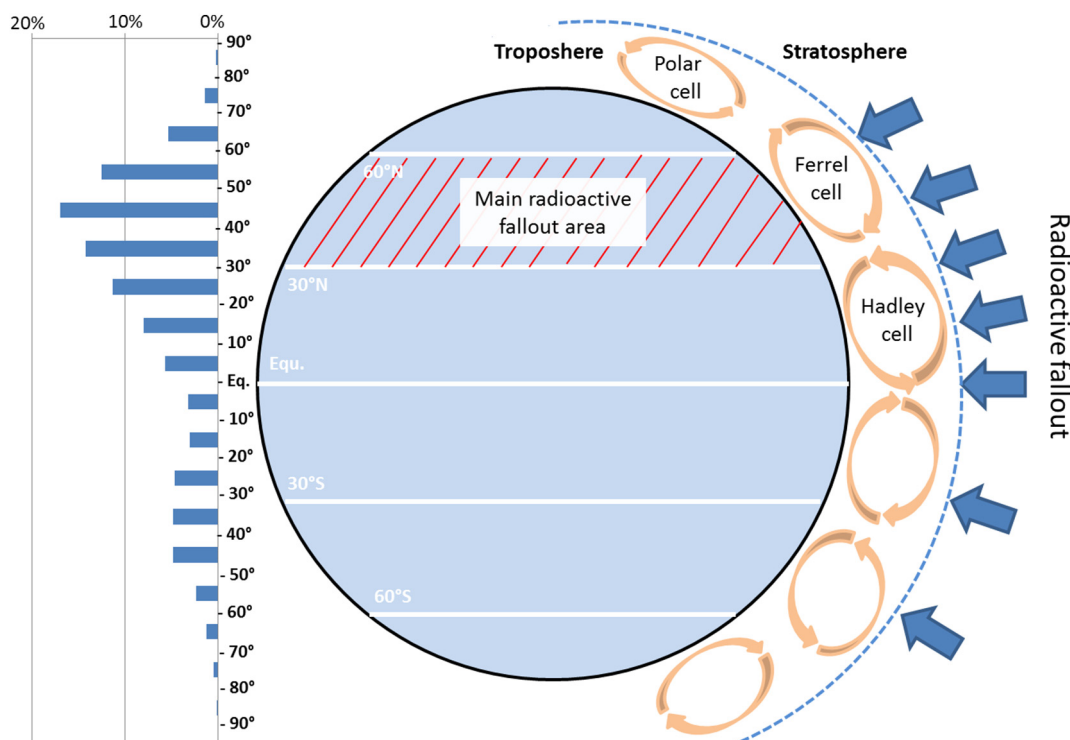 20% 10% 0%
- 90°
- 80°
- 70°
- 60°
- 50°
- 40°
- 30°
- 20°
- 10°
- Eq.
- 10°
- 20°
- 30°
- 40°
- 50°
- 60°
- 70°
- 80°
- 90°
Troposhere
Stratosphere
Polar
cell
Ferrel
cell
Hadley
cell
60°N
Main radioactive
fallout area
30°N
Equ.
30°S
60°S
Radioactive fallout